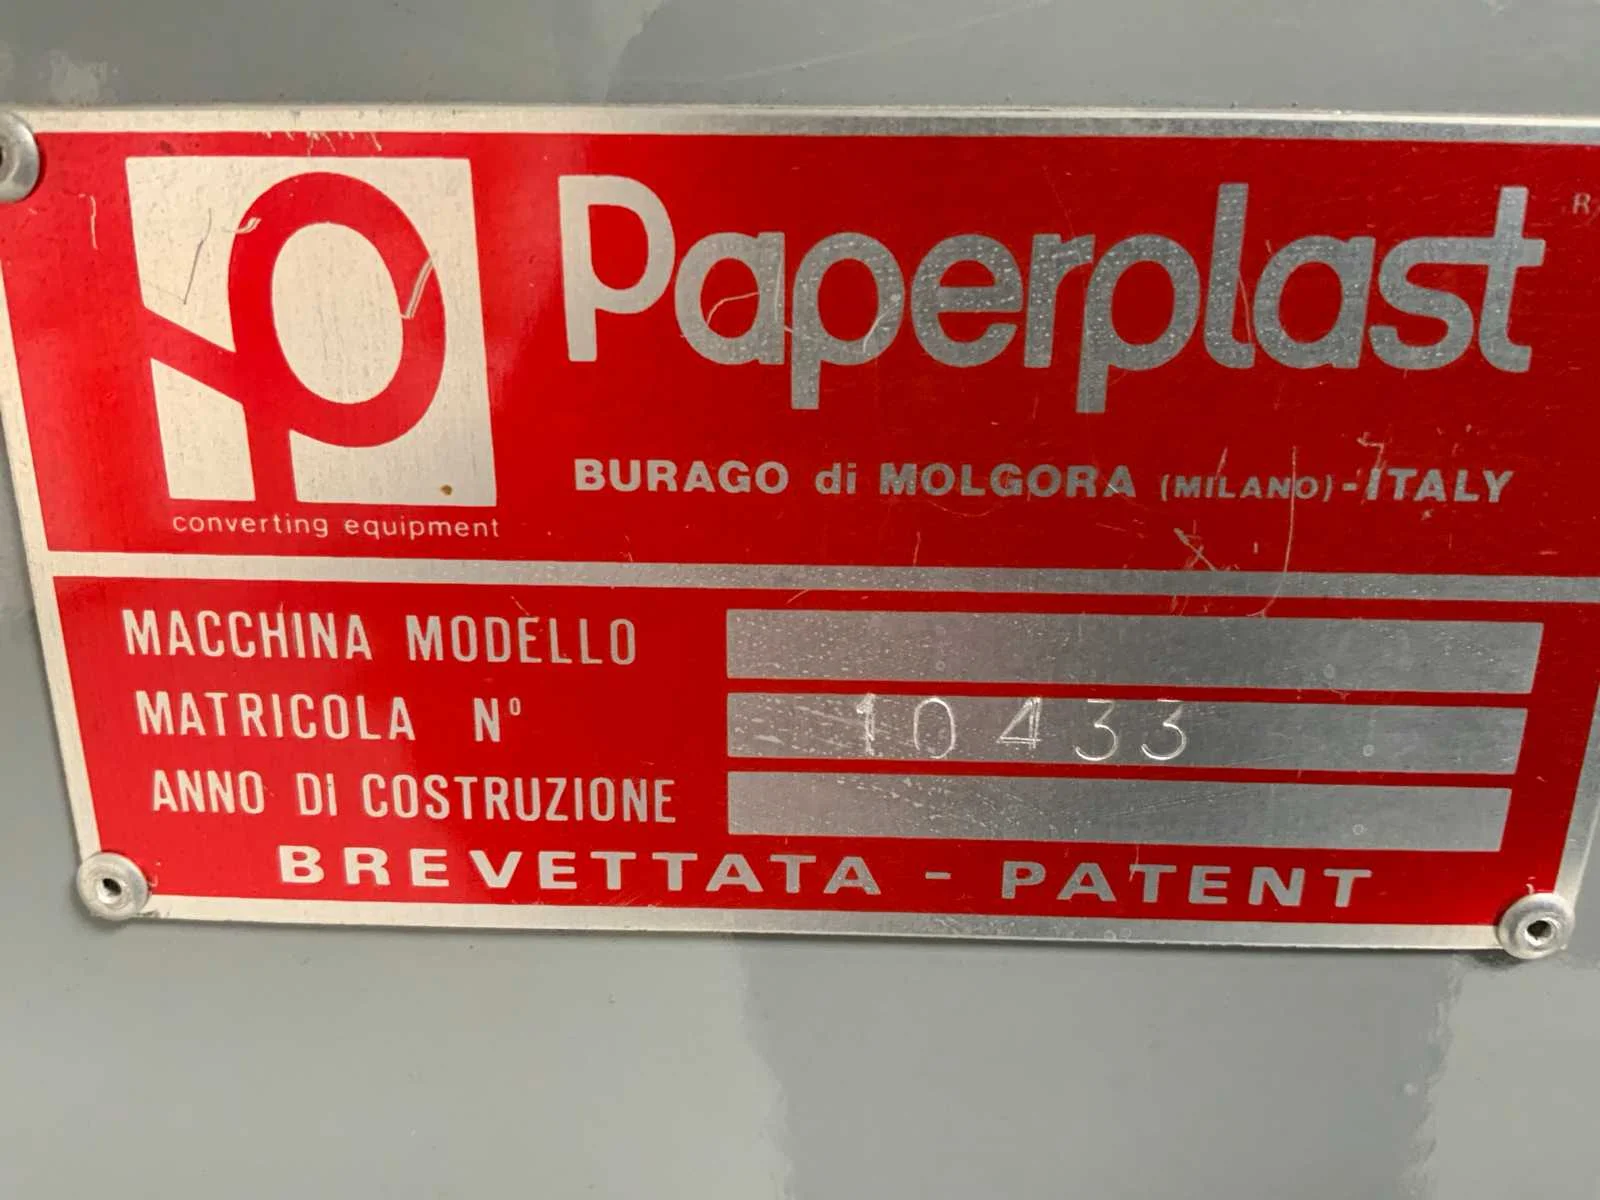 Paperplast R
BURAGO di MOLGORA (MILANO) - ITALY
converting equipment
MACCHINA MODELLO
MATRICOLA N° 10433
ANNO DI COSTRUZIONE
BREVETTATA - PATENT